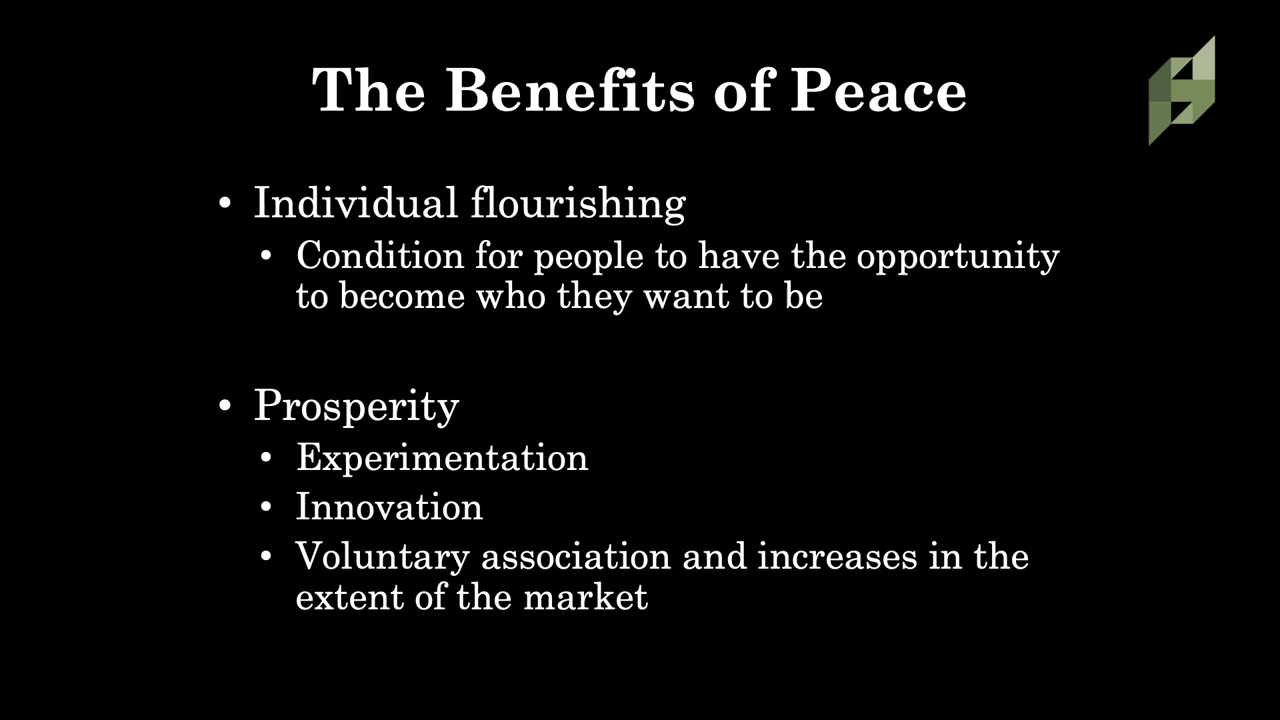 The Benefits of Peace
• Individual flourishing
• Condition for people to have the opportunity
to become who they want to be
• Prosperity
• Experimentation
• Innovation
• Voluntary association and increases in the
extent of the market